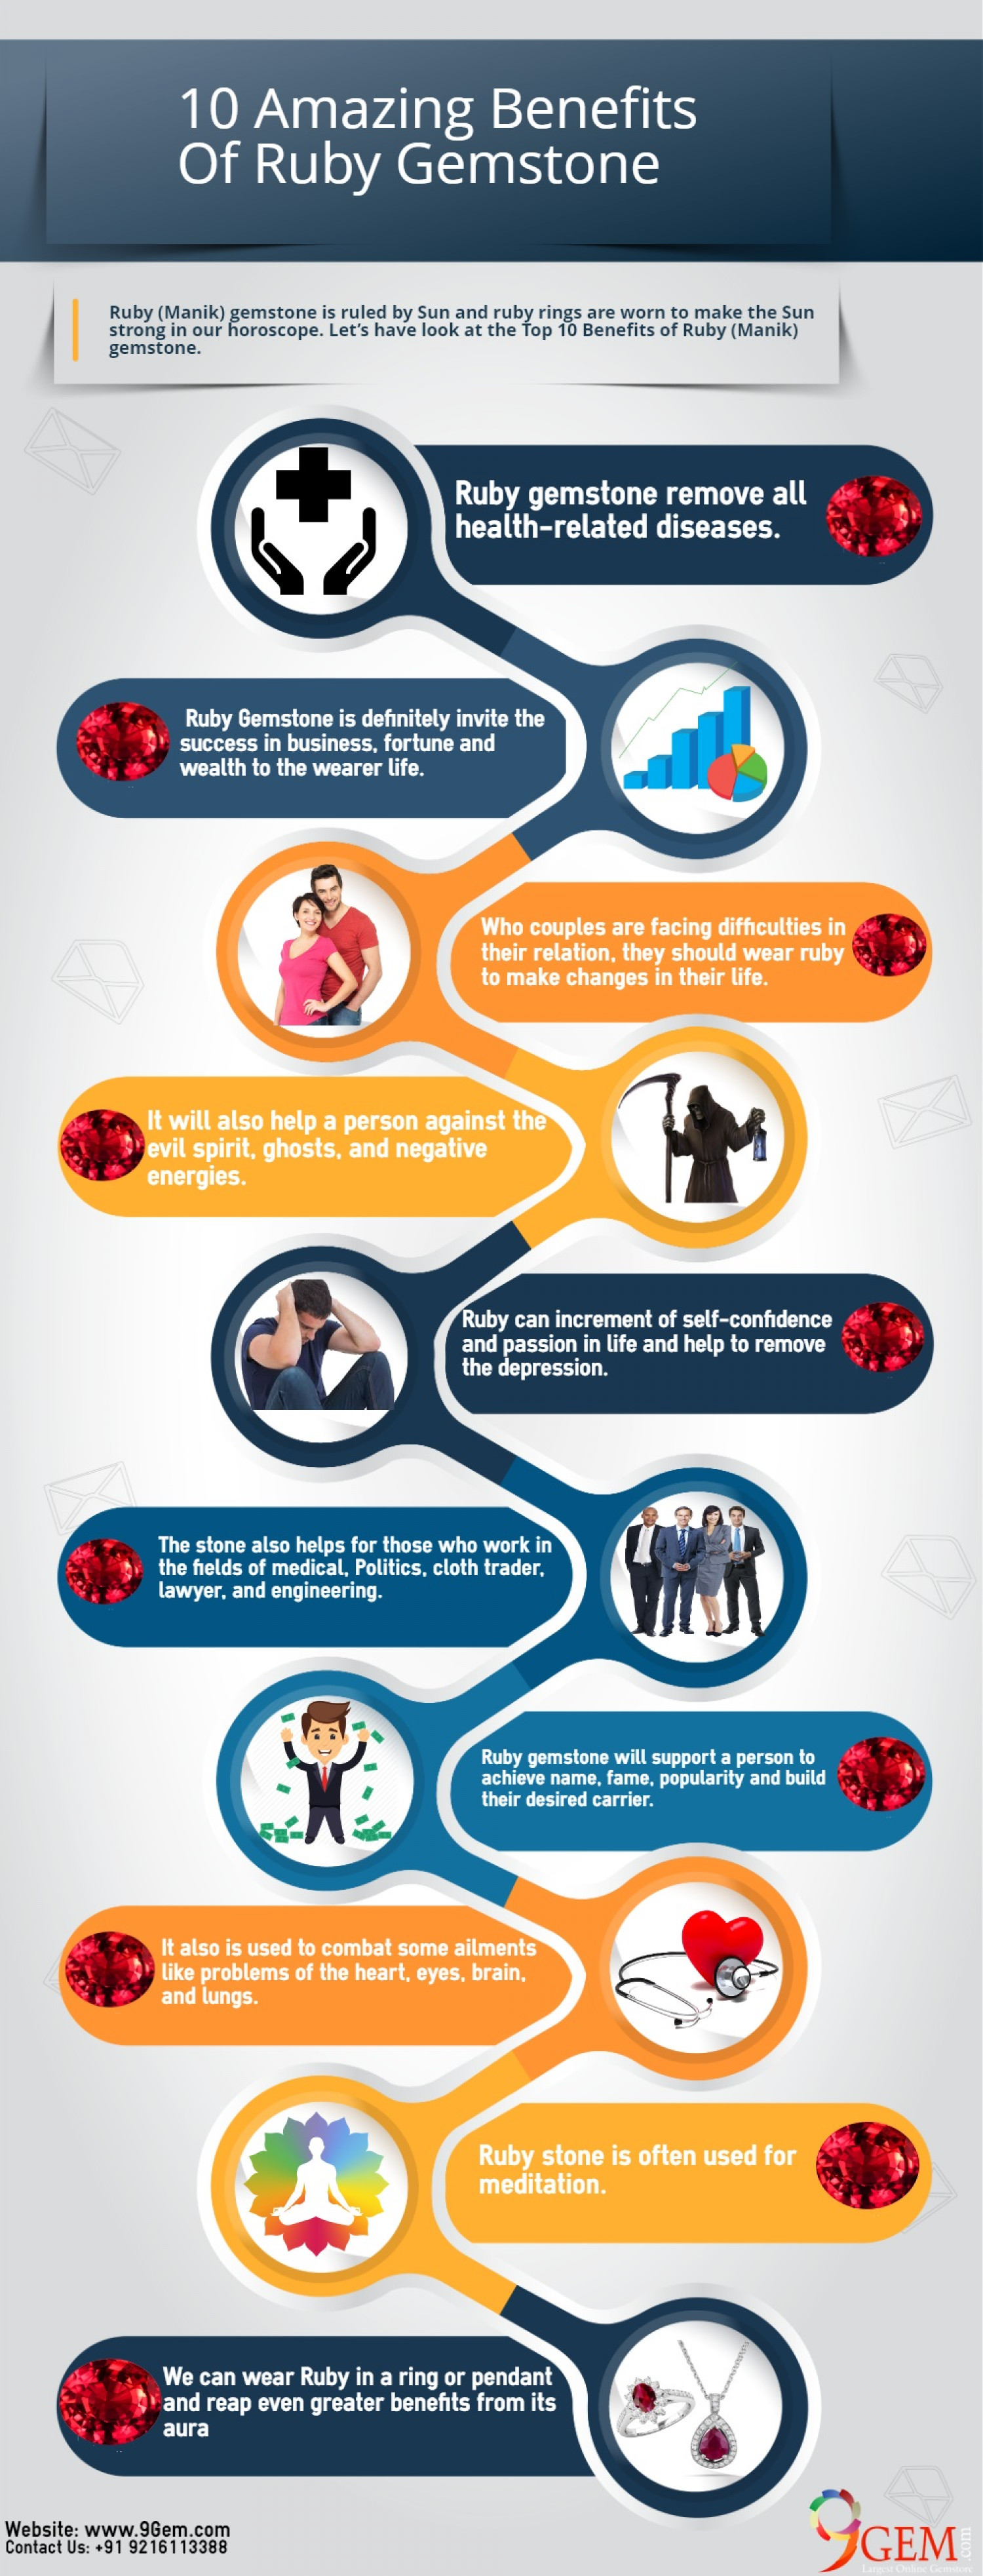 10 Amazing Benefits
Of Ruby Gemstone
Ruby (Manik) gemstone is ruled by Sun and ruby rings are worn to make the Sun
strong in our horoscope. Let's have look at the Top 10 Benefits of Ruby (Manik)
gemstone.
Ruby gemstone remove all
health-related diseases.
Ruby Gemstone is definitely invite the
success in business, fortune and
wealth to the wearer life.
Who couples are facing difficulties in
their relation, they should wear ruby
to make changes in their life.
It will also help a person against the
evil spirit, ghosts, and negative
energies.
Ruby can increment of self-confidence
and passion in life and help to remove
the depression.
The stone also helps for those who work in
the fields of medical, Politics, cloth trader,
lawyer, and engineering.
Ruby gemstone will support a person to
achieve name, fame, popularity and build
their desired carrier.
It also is used to combat some ailments
like problems of the heart, eyes, brain,
and lungs.
Ruby stone is often used for
meditation.
We can wear Ruby in a ring or pendant
and reap even greater benefits from its
aura
Website: www.9Gem.com
Contact Us: +91 9216113388
9GEM.com
Largest Online Gemstore